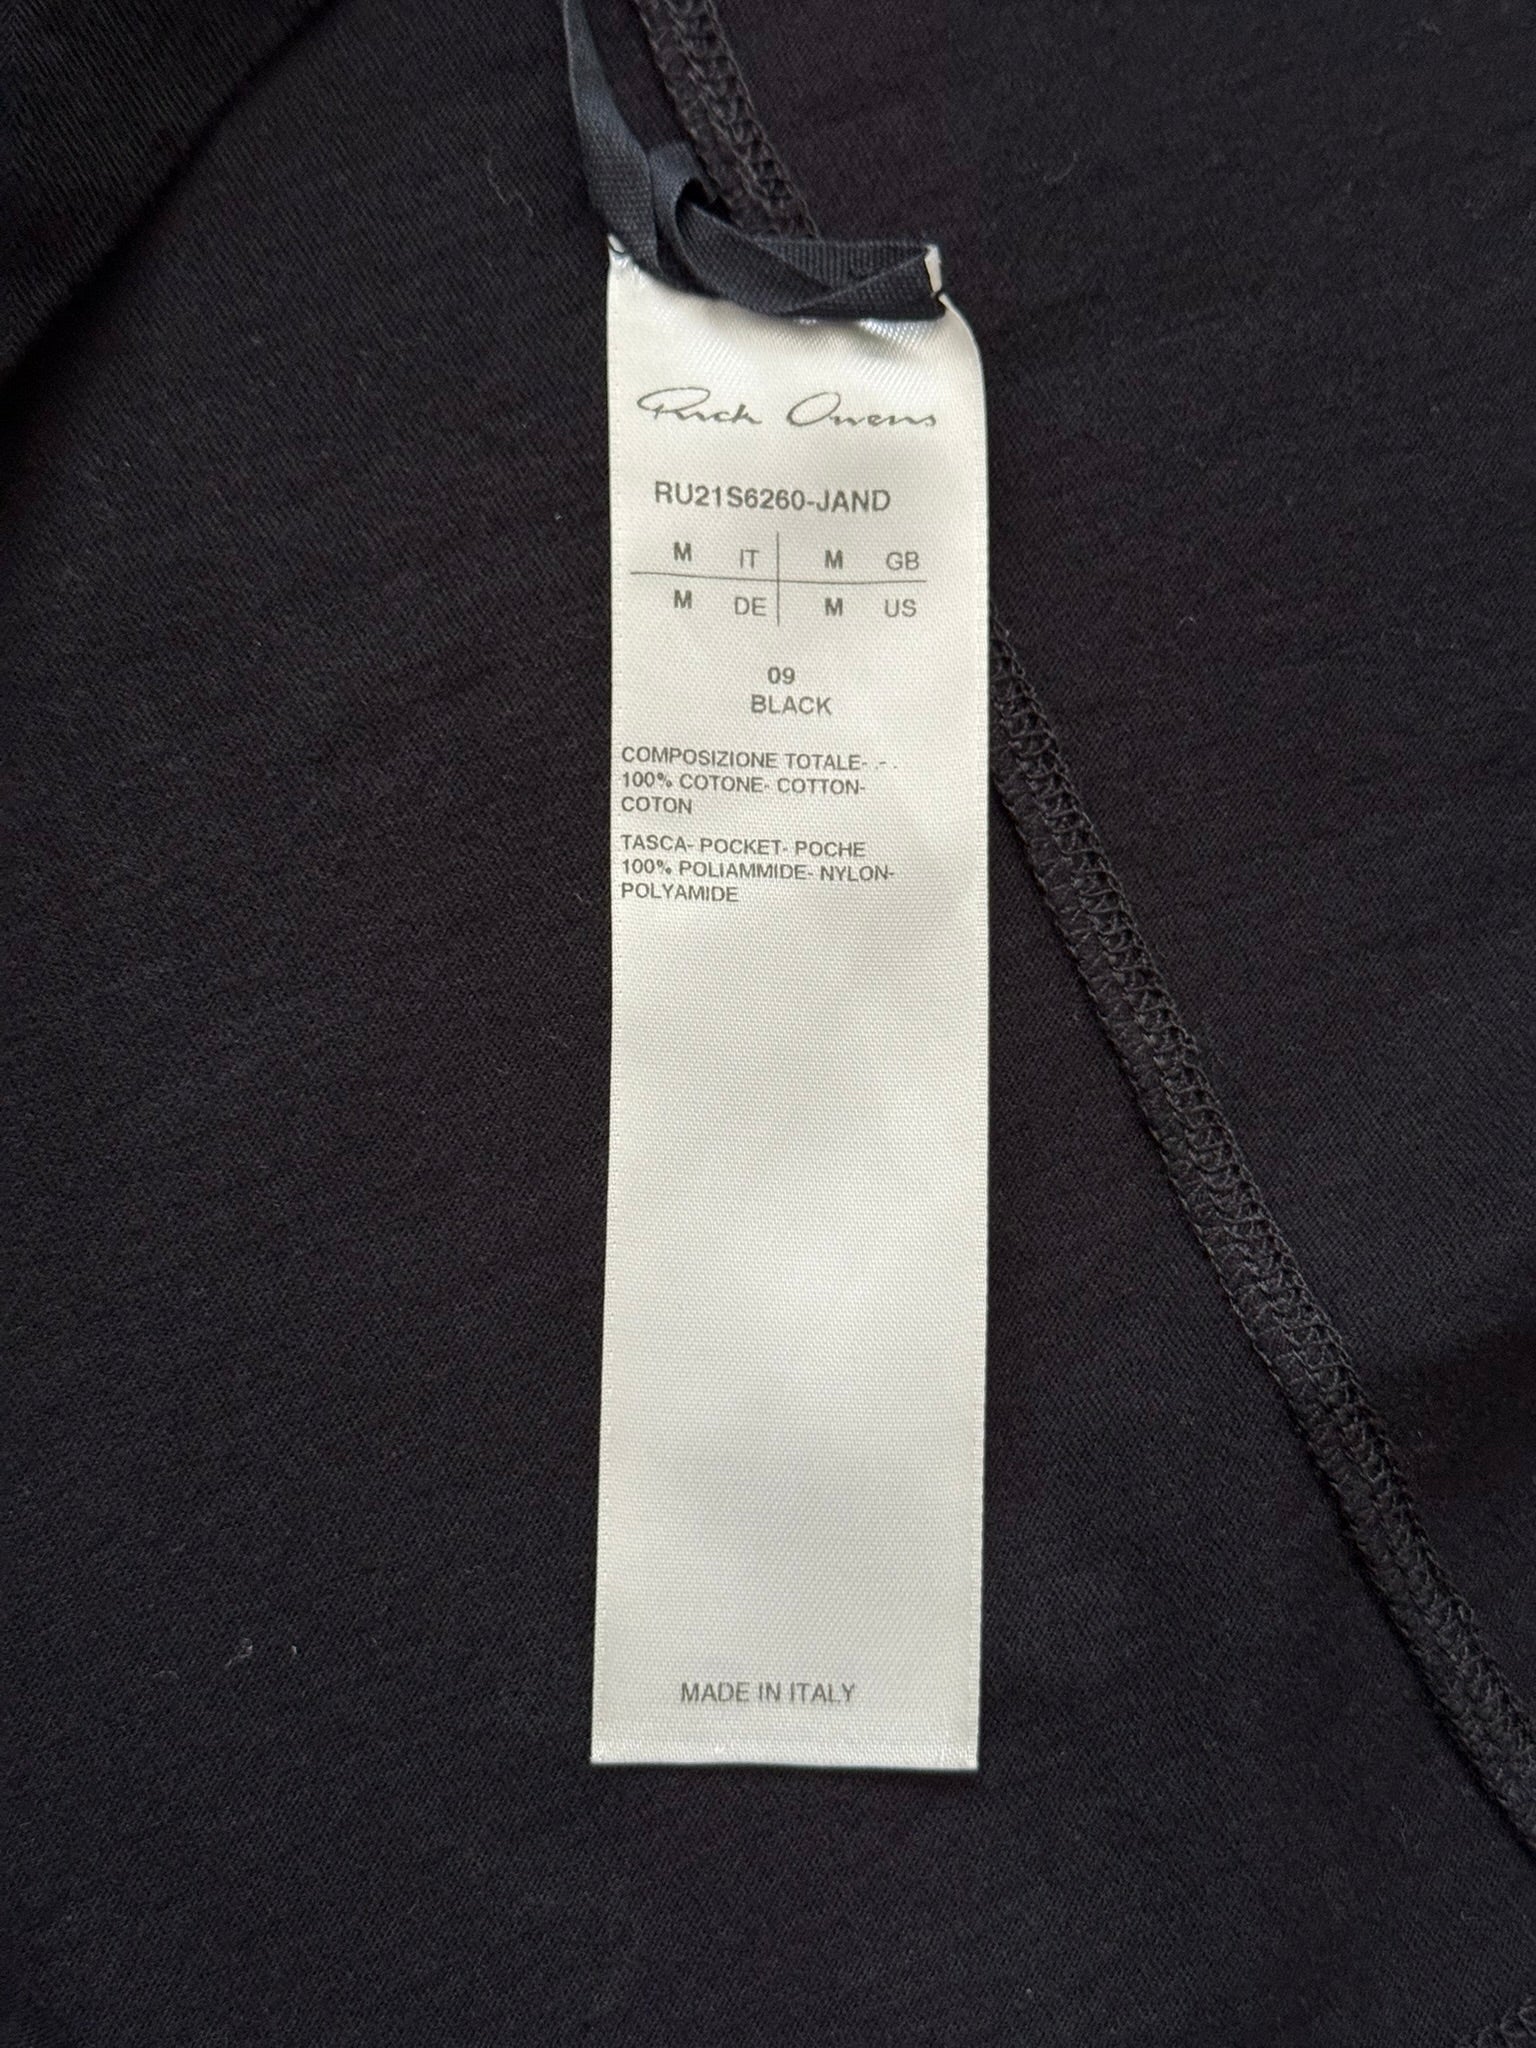 Rick Owens
RU21S6260-JAND
M IT M GB
M DE M US
09
BLACK
COMPOSIZIONE TOTALE- .- .
100% COTONE- COTTON-
COTON
TASCA- POCKET- POCHE
100% POLIAMMIDE- NYLON-
POLYAMIDE
MADE IN ITALY